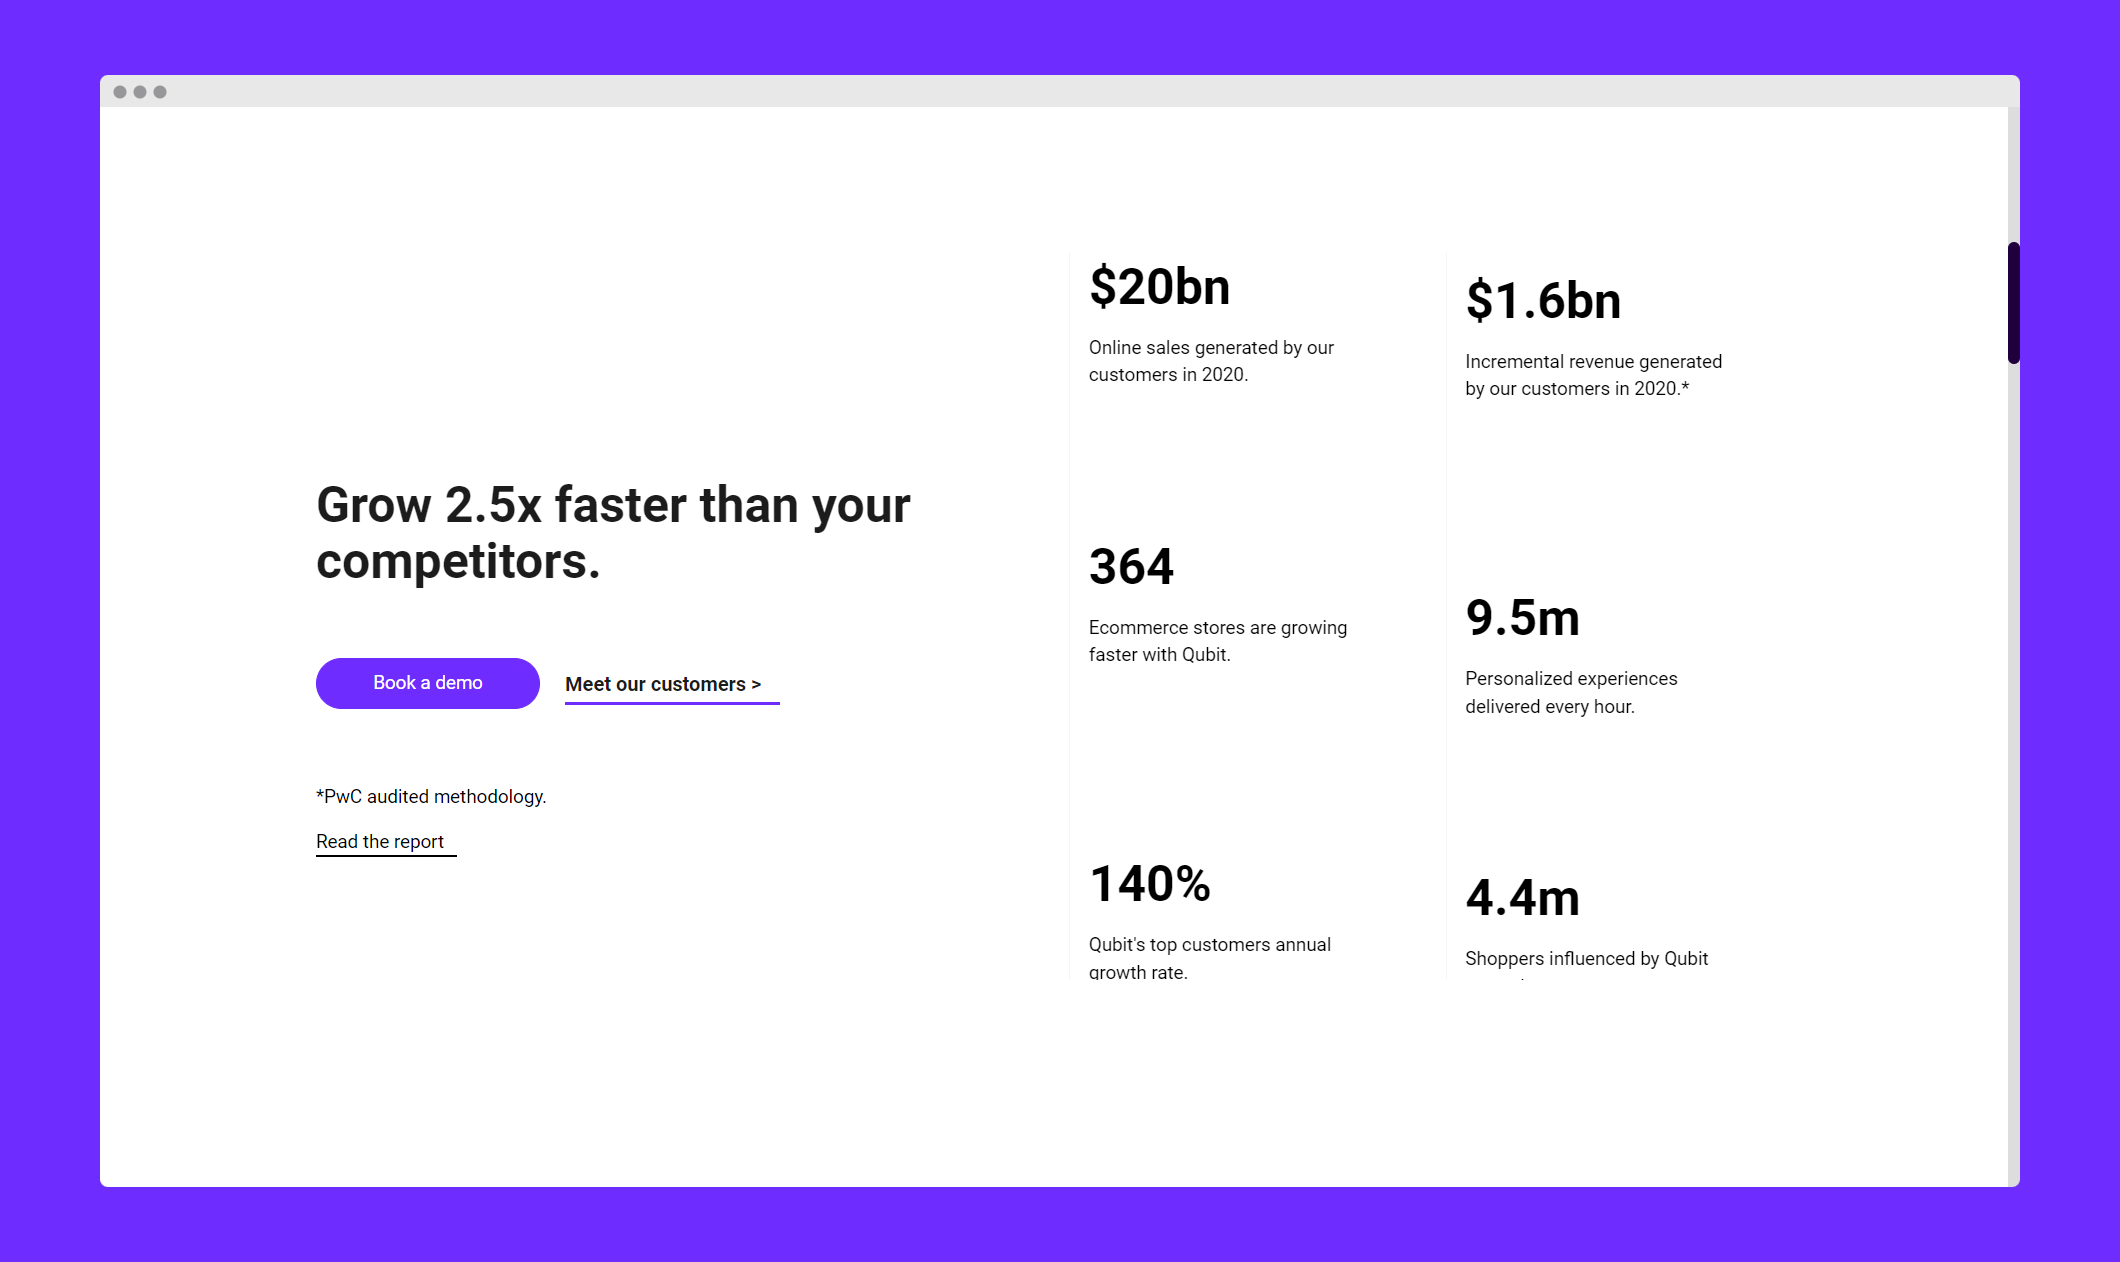 Grow 2.5x faster than your
competitors.
Book a demo
Meet our customers >
*PwC audited methodology.
Read the report
$20bn
Online sales generated by our
customers in 2020.
364
Ecommerce stores are growing
faster with Qubit.
140%
Qubit's top customers annual
growth rate.
$1.6bn
Incremental revenue generated
by our customers in 2020.*
9.5m
Personalized experiences
delivered every hour.
4.4m
Shoppers influenced by Qubit